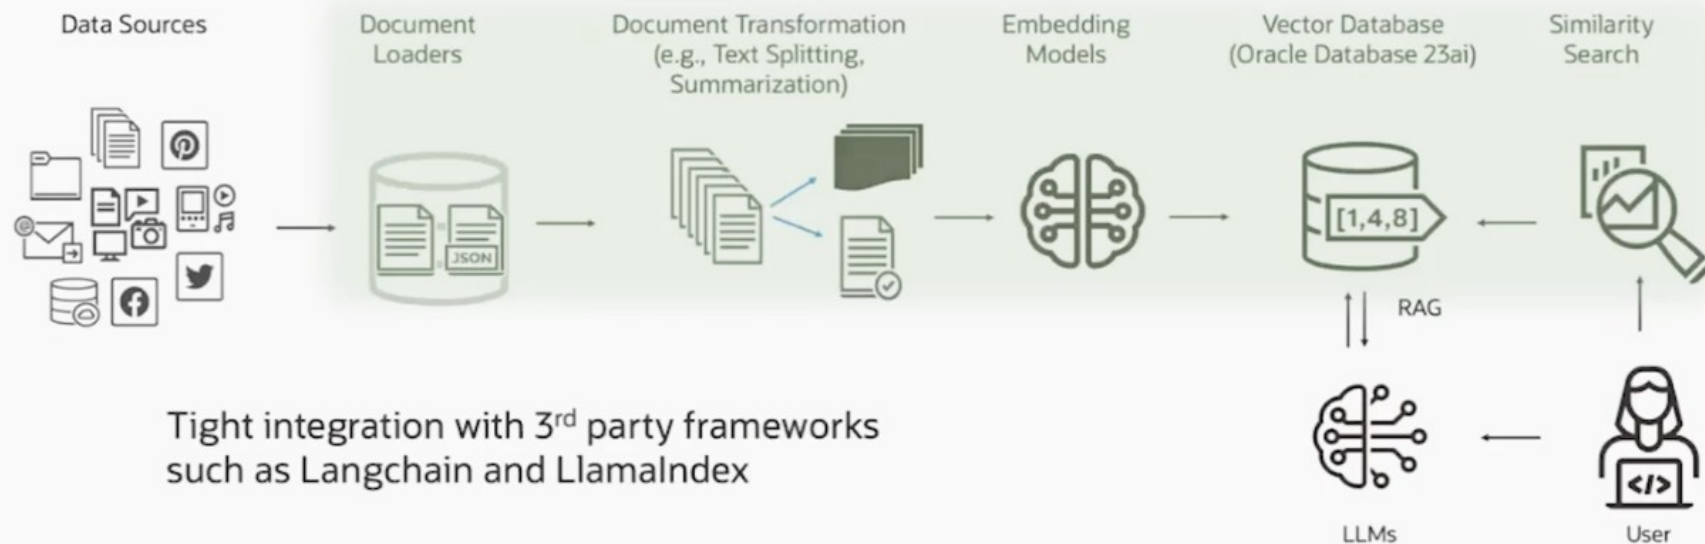 Data Sources
Document
Loaders
Document Transformation
(e.g., Text Splitting,
Summarization)
Embedding
Models
Vector Database
(Oracle Database 23ai)
Similarity
Search
@
JSON
[1,4,8]
RAG
Tight integration with 3rd party frameworks
such as Langchain and LlamaIndex
</>
LLMs
User